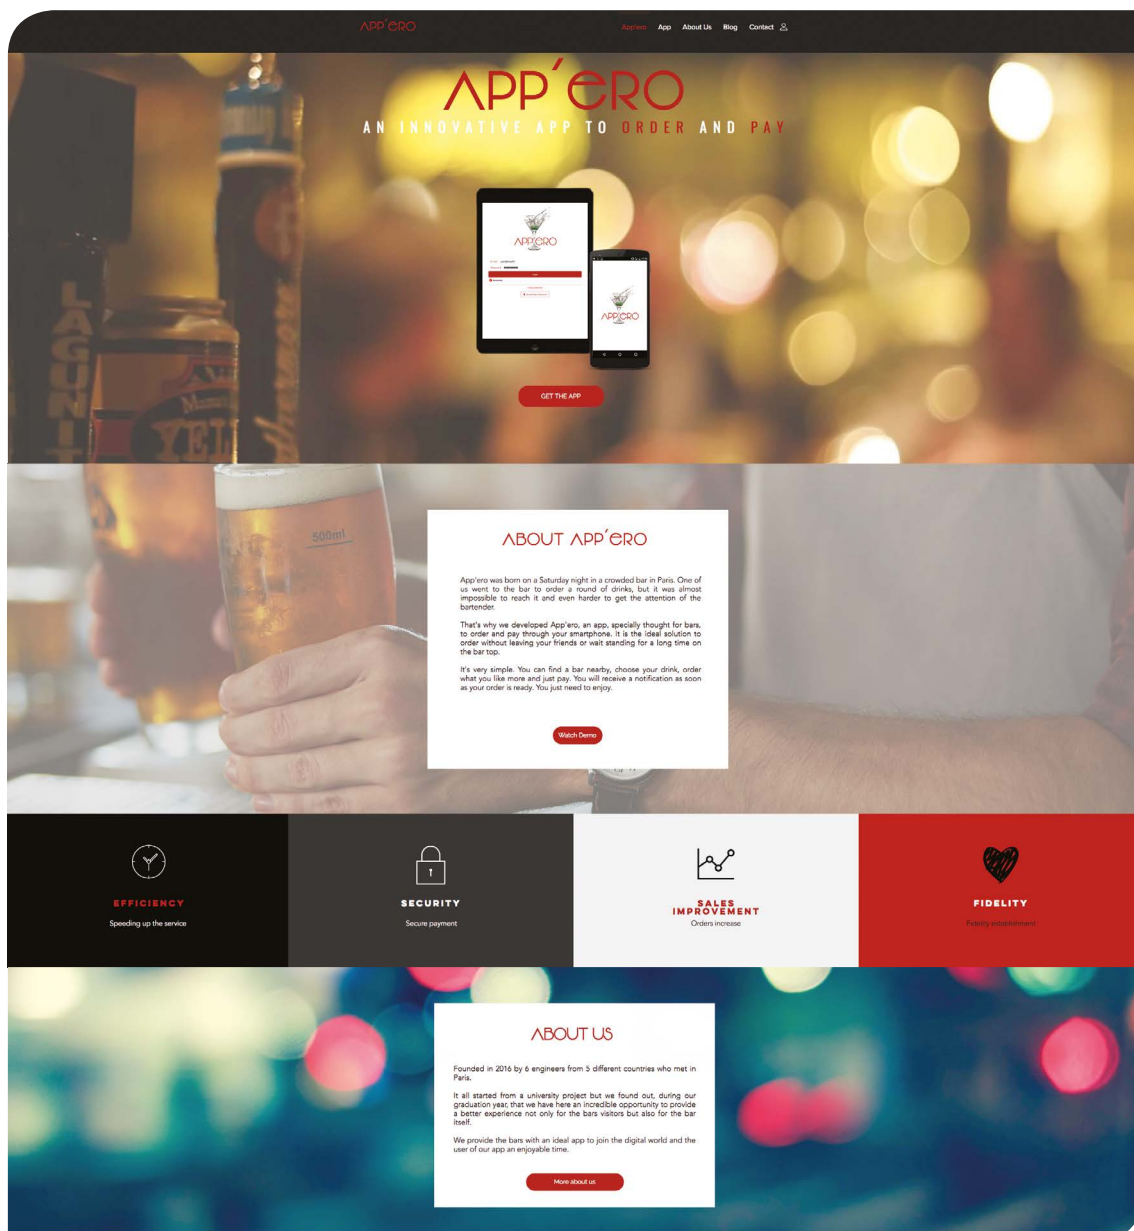 APP'ERO
App'ero App About Us Blog Contact
APP'ERO
AN INNOVATIVE APP TO ORDER AND PAY
APP'ERO
APP'ERO
LAGUNIT
GET THE APP
500ml
ABOUT APP'ERO
App'ero was born on a Saturday night in a crowded bar in Paris. One of
us went to the bar to order a round of drinks, but it was almost
impossible to reach it and even harder to get the attention of the
bartender.
That's why we developed App'ero, an app, specially thought for bars,
to order and pay through your smartphone. It is the ideal solution to
order without leaving your friends or wait standing for a long time on
the bar top.
It's very simple. You can find a bar nearby, choose your drink, order
what you like more and just pay. You will receive a notification as soon
as your order is ready. You just need to enjoy.
Watch Demo
EFFICIENCY
Speeding up the service
SECURITY
Secure payment
SALES
IMPROVEMENT
Orders increase
FIDELITY
Fidelity establishment
ABOUT US
Founded in 2016 by 6 engineers from 5 different countries who met in
Paris.
It all started from a university project but we found out, during our
graduation year, that we have here an incredible opportunity to provide
a better experience not only for the bars visitors but also for the bar
itself.
We provide the bars with an ideal app to join the digital world and the
user of our app an enjoyable time.
More about us